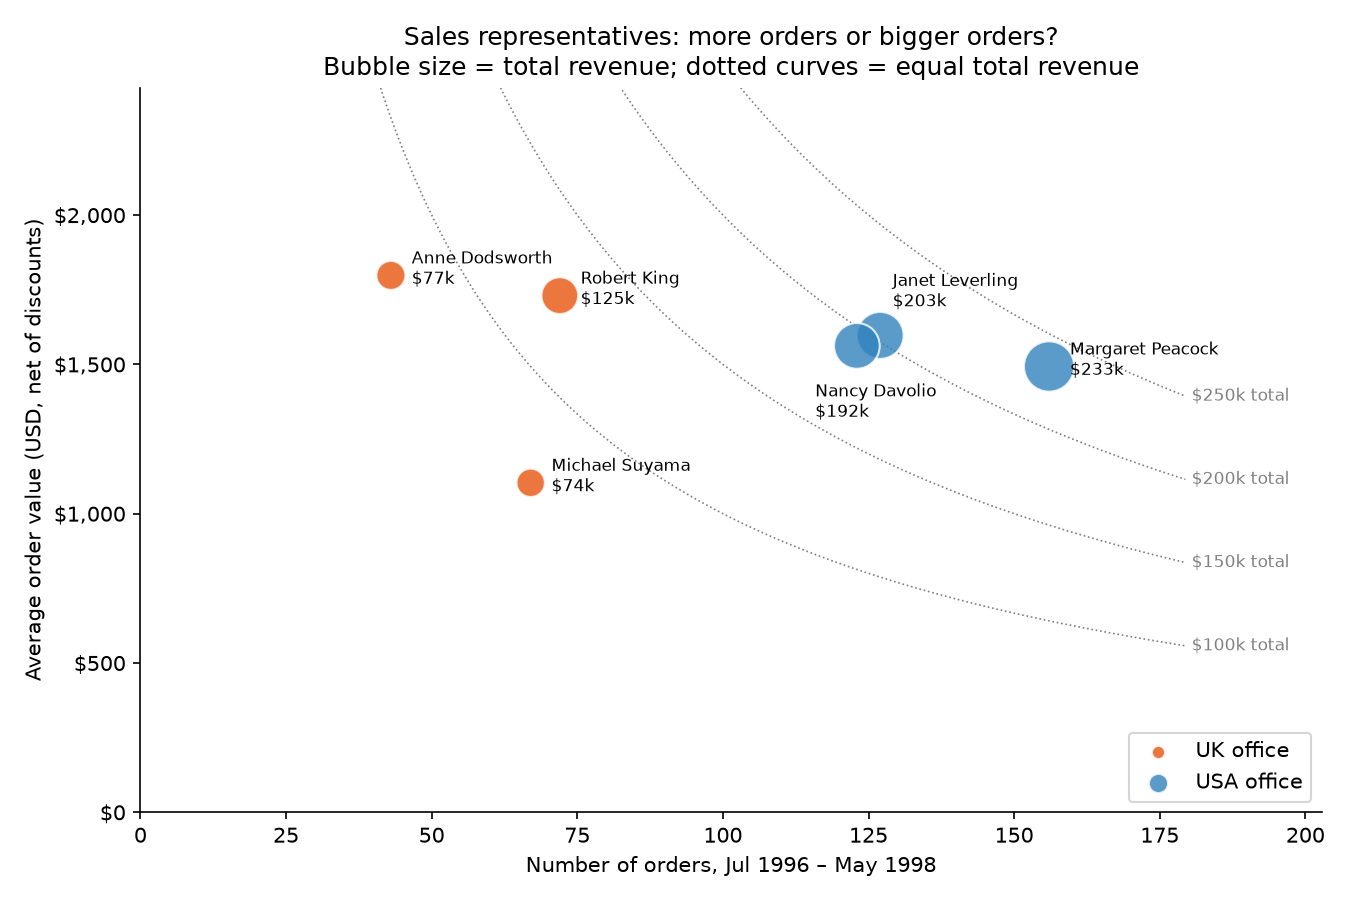 Sales representatives: more orders or bigger orders?
Bubble size = total revenue; dotted curves = equal total revenue
Average order value (USD, net of discounts)
$2,000
$1,500
$1,000
$500
$0
Anne Dodsworth
$77k
Robert King
$125k
Janet Leverling
$203k
Margaret Peacock
$233k
Nancy Davolio
$192k
Michael Suyama
$74k
$250k total
$200k total
$150k total
$100k total
UK office
USA office
0
25
50
75
100
125
150
175
200
Number of orders, Jul 1996 – May 1998